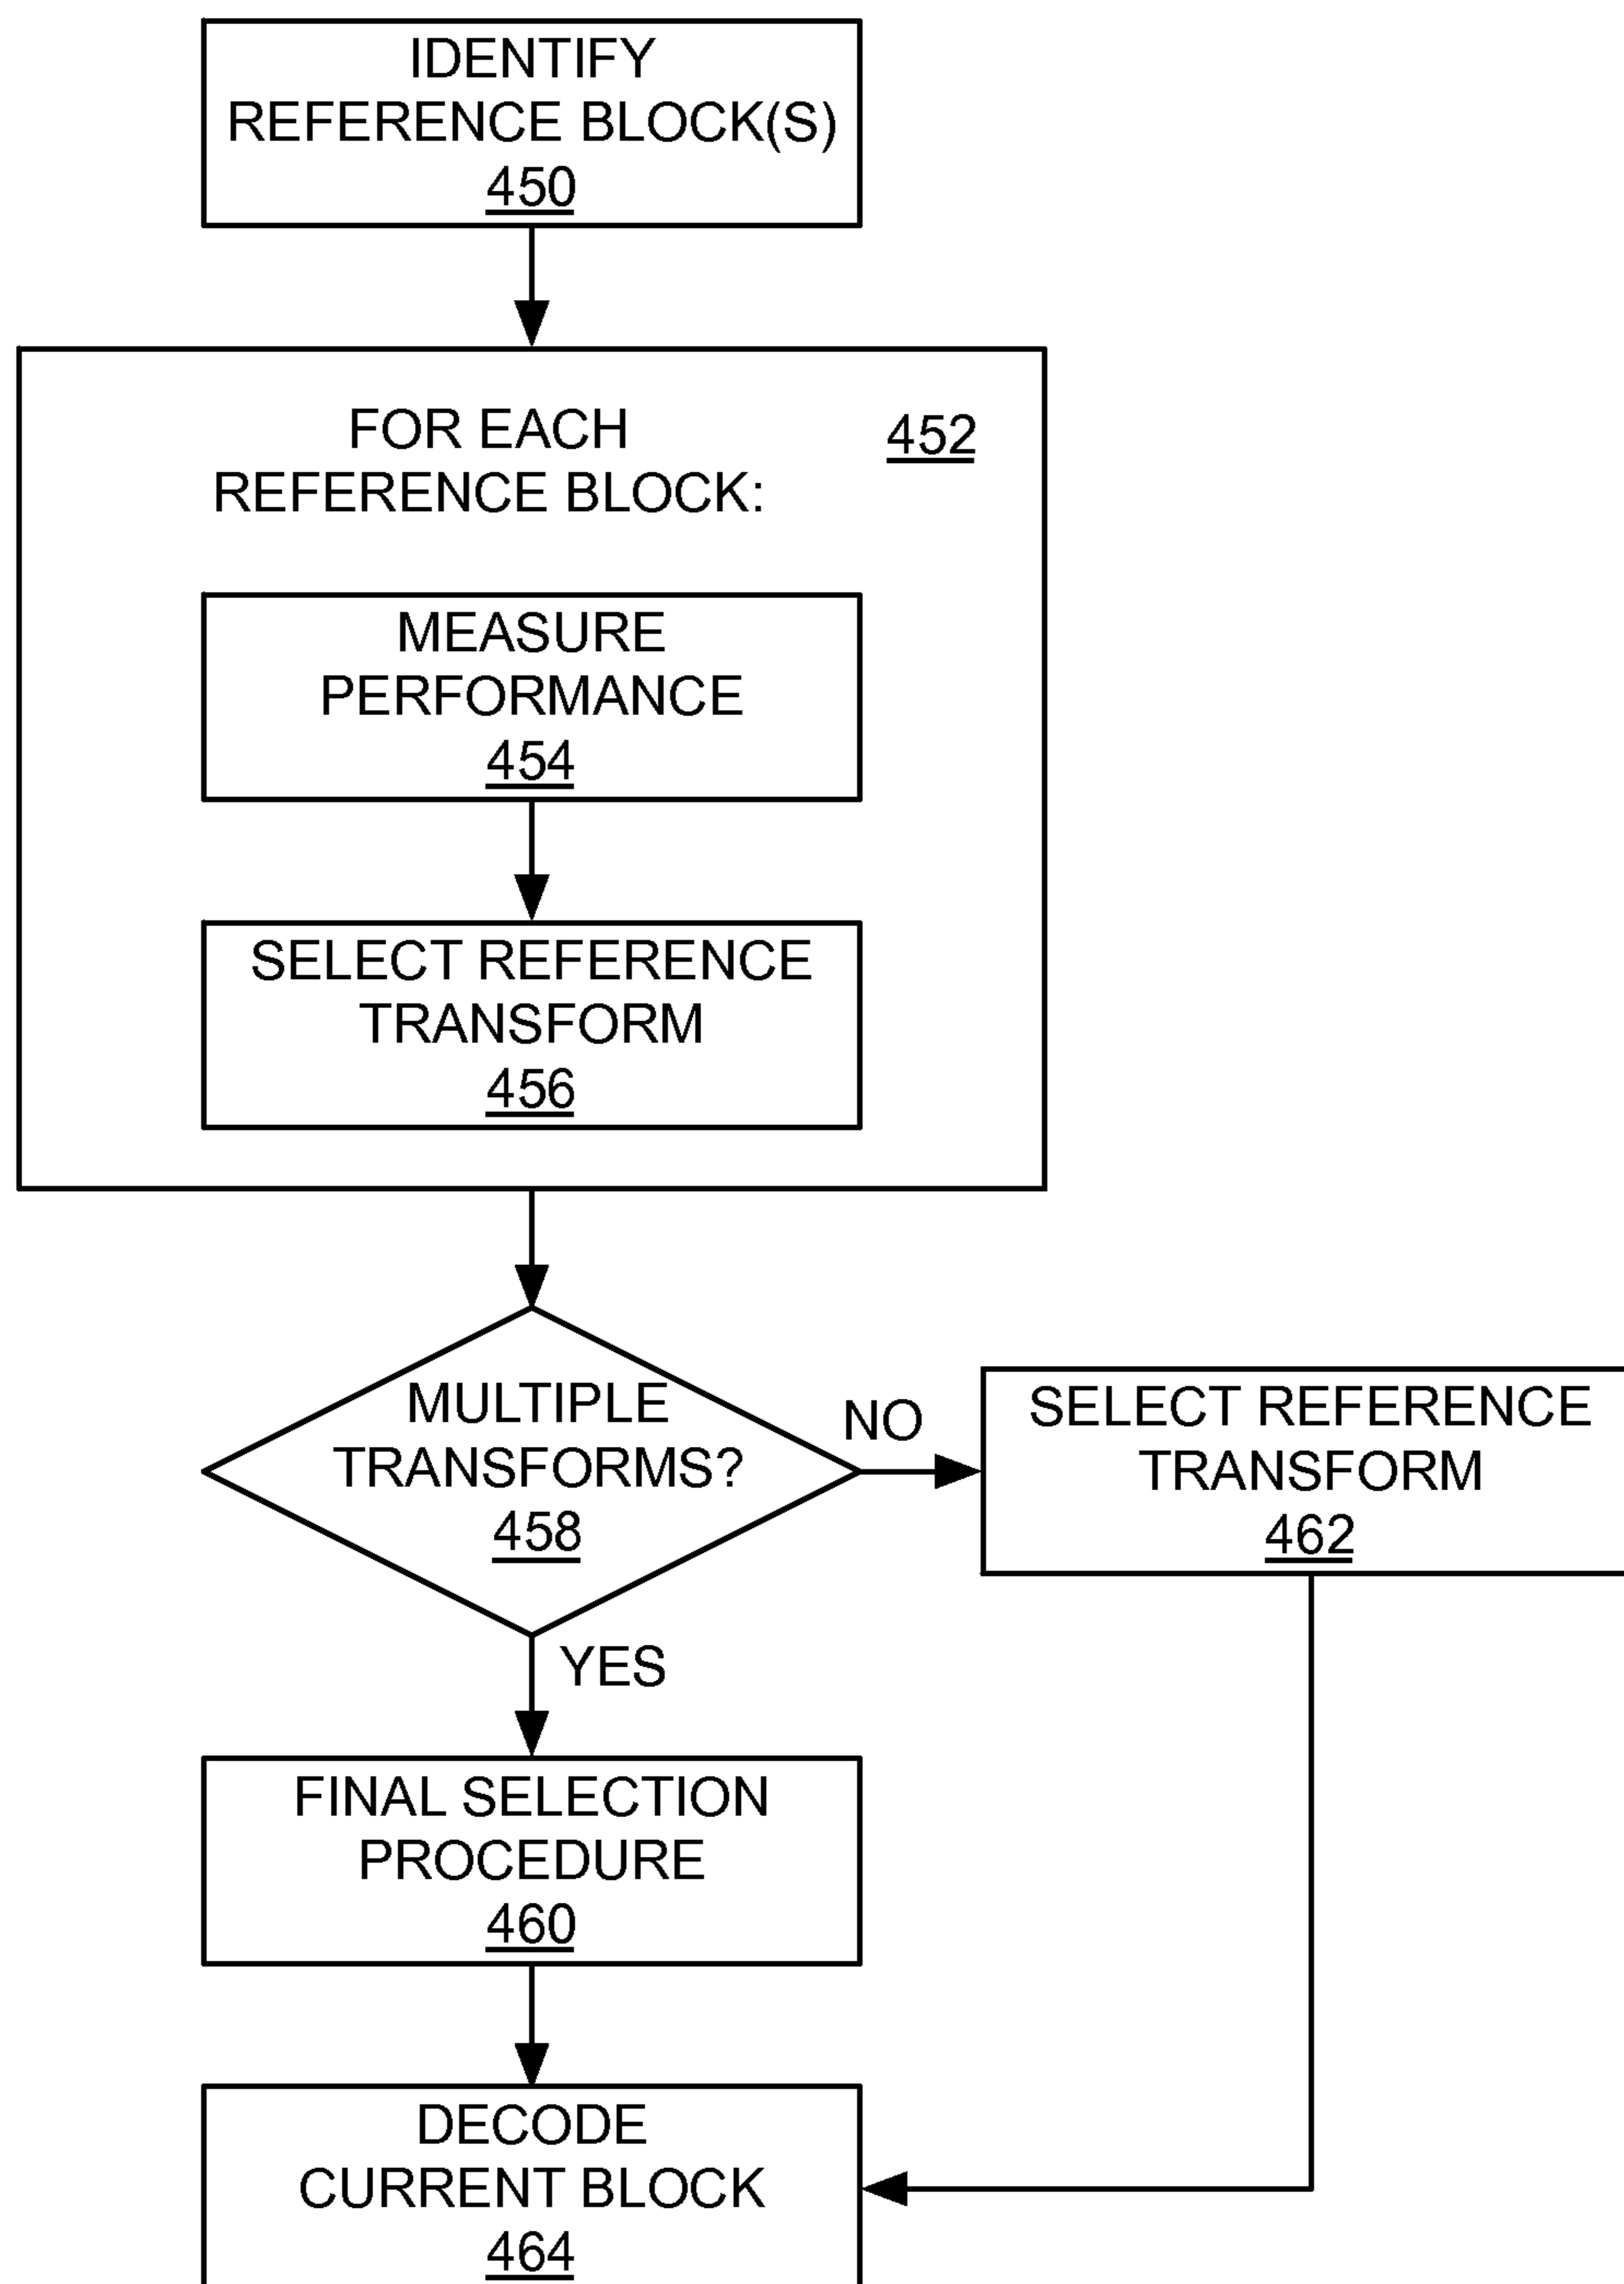 IDENTIFY
REFERENCE BLOCK(S)
450
FOR EACH
REFERENCE BLOCK:
452
MEASURE
PERFORMANCE
454
SELECT REFERENCE
TRANSFORM
456
MULTIPLE
TRANSFORMS?
458
NO
SELECT REFERENCE
TRANSFORM
462
YES
FINAL SELECTION
PROCEDURE
460
DECODE
CURRENT BLOCK
464